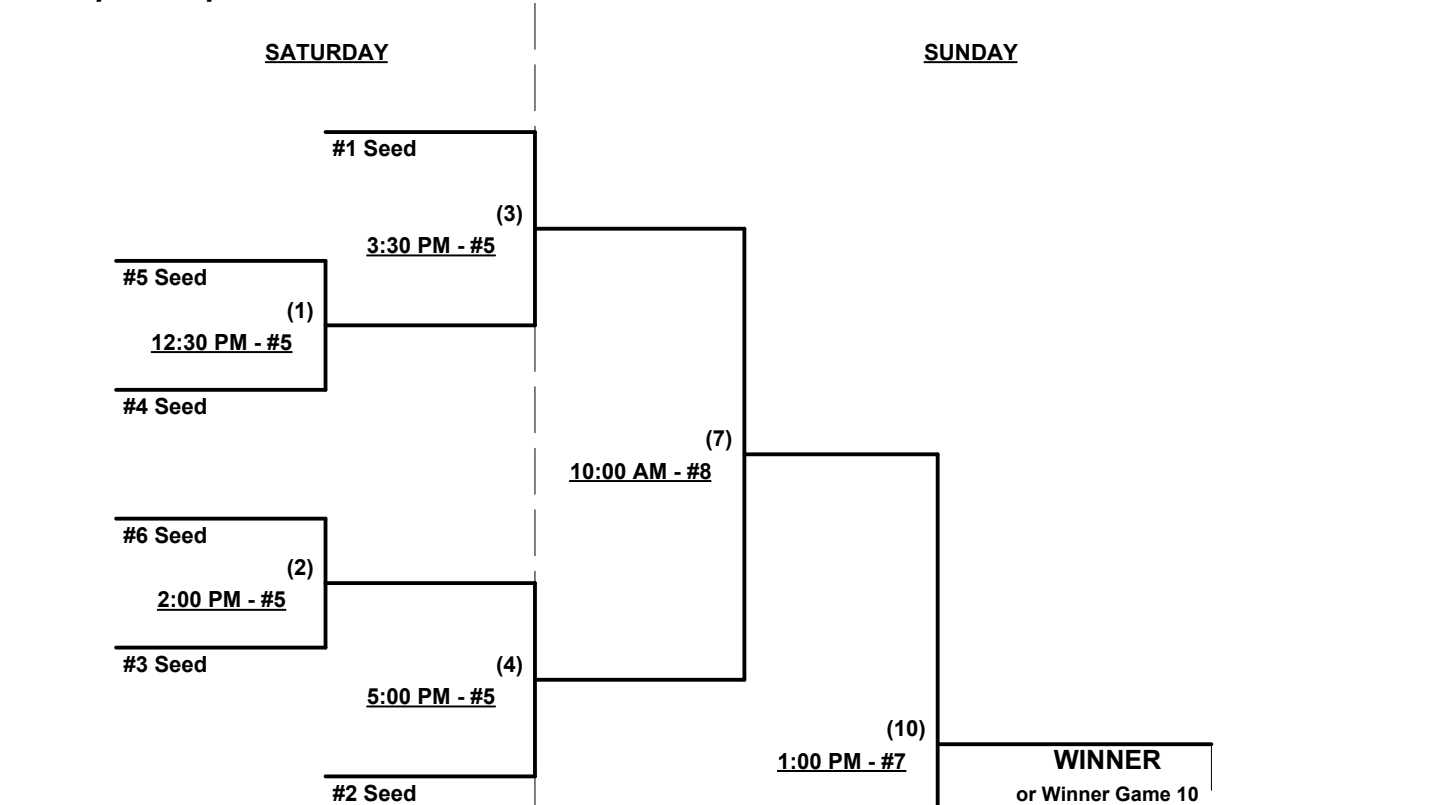 SATURDAY
SUNDAY
#1 Seed
(3)
3:30 PM - #5
#5 Seed
(1)
12:30 PM - #5
#4 Seed
(7)
10:00 AM - #8
#6 Seed
(2)
2:00 PM - #5
#3 Seed
(4)
5:00 PM - #5
(10)
1:00 PM - #7
WINNER
#2 Seed
or Winner Game 10